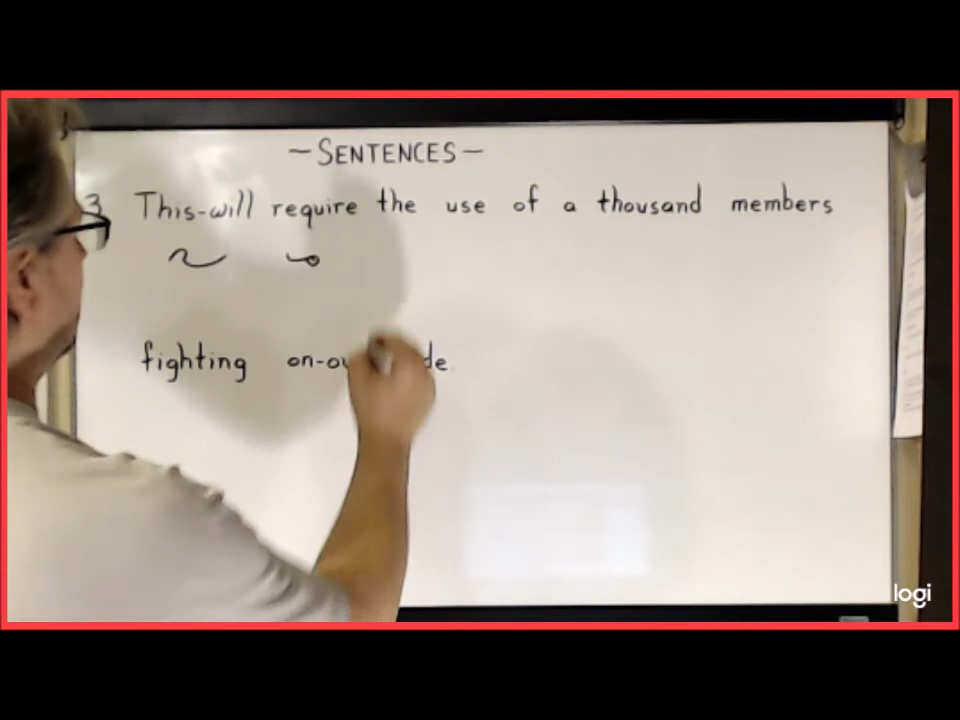 -SENTENCES-
3 This-will require the use of a thousand members
fighting
logi